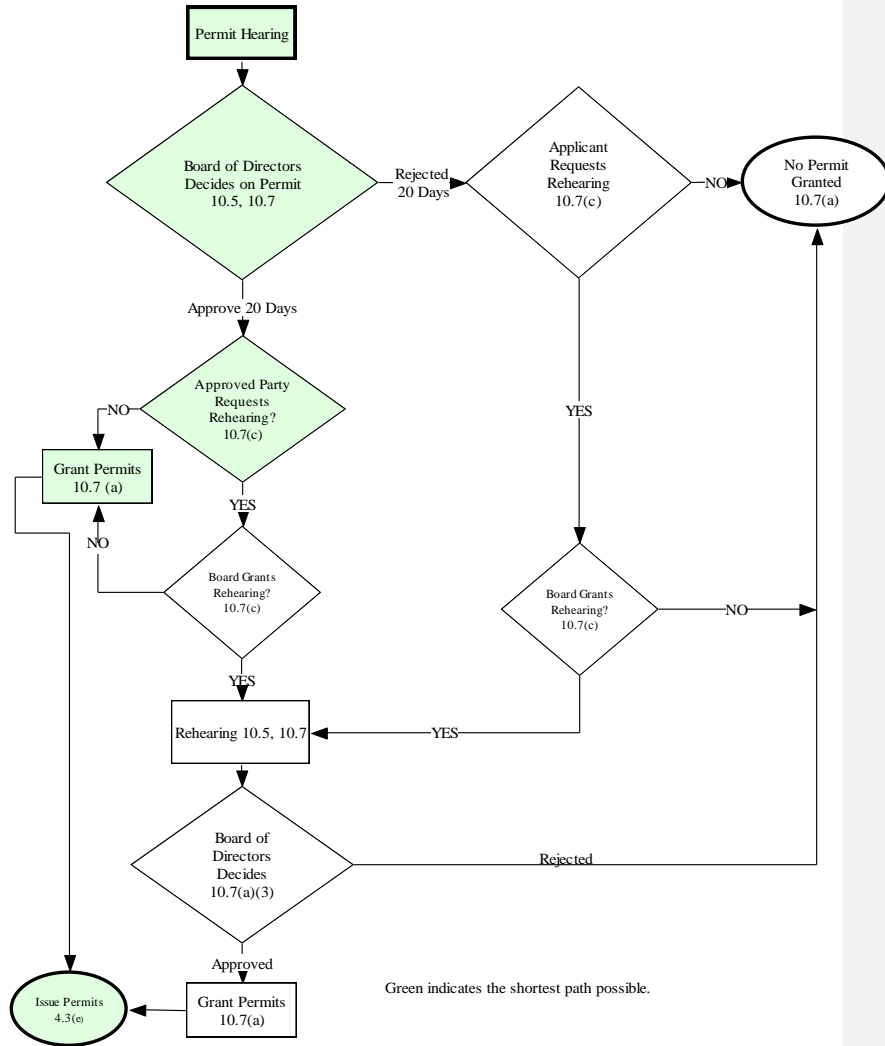 Permit Hearing
Board of Directors
Decides on Permit
10.5, 10.7
Rejected
20 Days
Applicant
Requests
Rehearing
10.7(c)
NO
No Permit
Granted
10.7(a)
Approve 20 Days
Approved Party
Requests
Rehearing?
10.7(c)
NO
Grant Permits
10.7 (a)
YES
YES
NO
Board Grants
Rehearing?
10.7(c)
Board Grants
Rehearing?
10.7(c)
NO
YES
Rehearing 10.5, 10.7
YES
Board of
Directors
Decides
10.7(a)(3)
Rejected
Approved
Grant Permits
10.7(a)
Issue Permits
4.3(e)
Green indicates the shortest path possible.